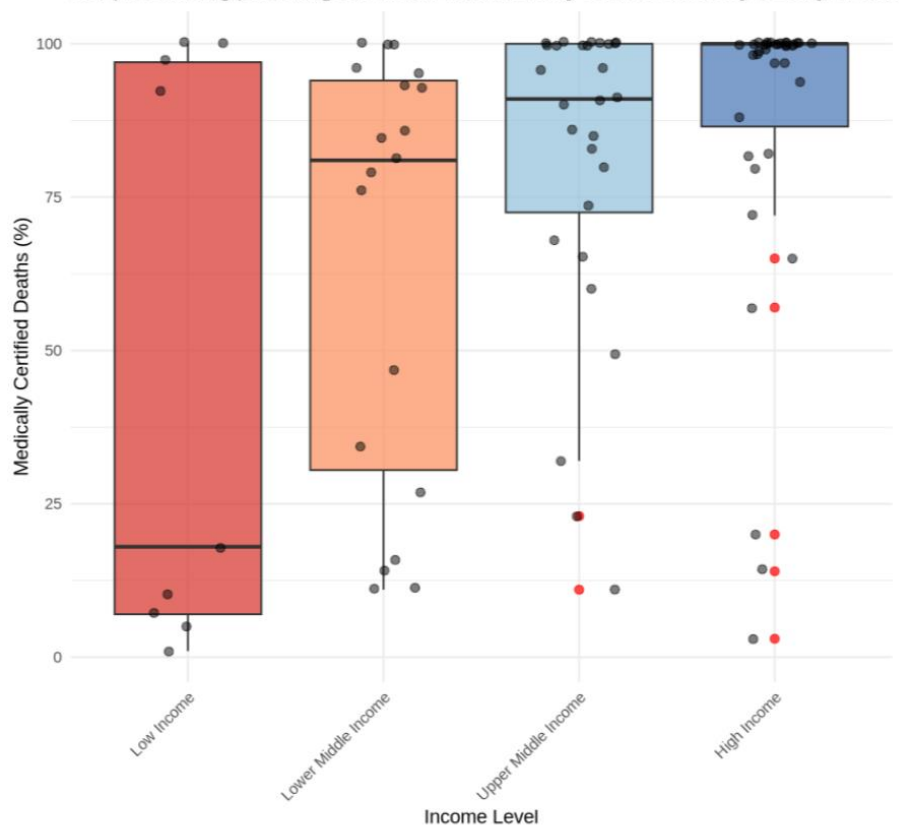 100
75
50
25
0
Medically Certified Deaths (%)
Low Income
Lower Middle Income
Upper Middle Income
High Income
Income Level